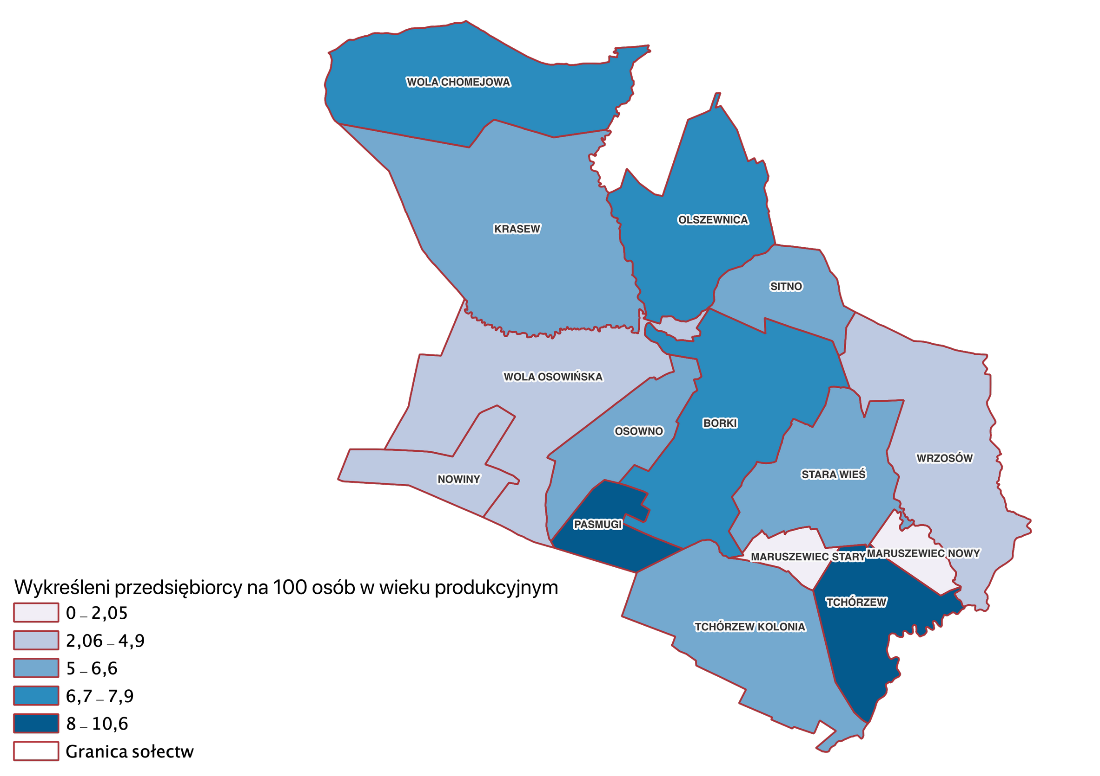 WOLA CHOMEJOWA
OLSZEWNICA
KRASEW
SITNO
WOLA OSOWIŃSKA
BORKI
OSOWNO
WRZOSÓW
STARA WIEŚ
NOWINY
PASMUGI
MARUSZEWIEC STARY
MARUSZEWIEC NOWY
TCHÓRZEW
TCHÓRZEW KOLONIA
Wykreśleni przedsiębiorcy na 100 osób w wieku produkcyjnym
0 – 2,05
2,06 – 4,9
5 – 6,6
6,7 – 7,9
8 – 10,6
Granica sołectw